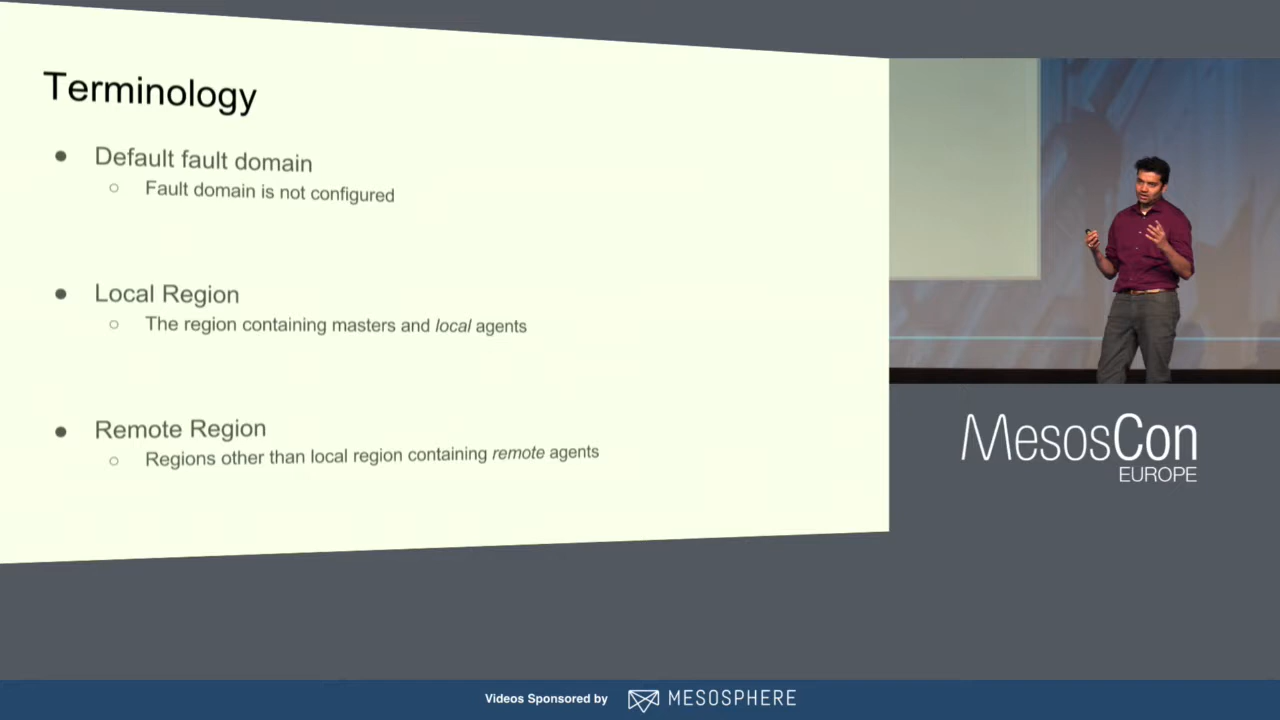 Terminology
● Default fault domain
○ Fault domain is not configured
● Local Region
○ The region containing masters and local agents
● Remote Region
○ Regions other than local region containing remote agents
MesosCon
EUROPE
Videos Sponsored by MESOSPHERE